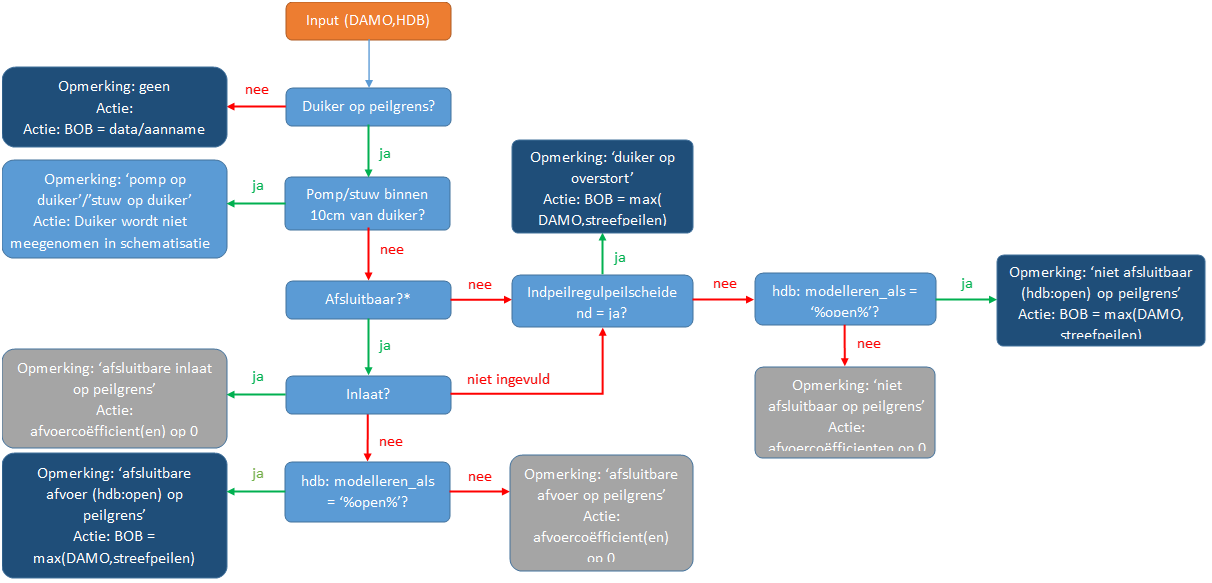 Input (DAMO,HDB)
Opmerking: geen
Actie:
Actie: BOB = data/aanname
nee
Duiker op peilgrens?
ja
Opmerking: ‘pomp op
duiker’/’stuw op duiker’
Actie: Duiker wordt niet
meegenomen in schematisatie
ja
Pomp/stuw binnen
10cm van duiker?
nee
Opmerking: ‘duiker op
overstort’
Actie: BOB = max(
DAMO,streefpeilen)
ja
Afsluitbaar?*
nee
Indpeilregulpeilscheide
nd = ja?
nee
hdb: modelleren_als =
‘%open%’?
ja
Opmerking: ‘niet afsluitbaar
(hdb:open) op peilgrens’
Actie: BOB = max(DAMO,
streefpeilen)
ja
nee
Opmerking: ‘afsluitbare inlaat
op peilgrens’
Actie:
afvoercoëfficient(en) op 0
ja
Inlaat?
niet ingevuld
Opmerking: ‘niet
afsluitbaar op peilgrens’
Actie:
afvoercoëfficienten op 0
nee
Opmerking: ‘afsluitbare
afvoer (hdb:open) op
peilgrens’
Actie: BOB =
max(DAMO,streefpeilen)
ja
hdb: modelleren_als
= ‘%open%’?
nee
Opmerking: ‘afsluitbare
afvoer op peilgrens’
Actie:
afvoercoëfficient(en)
op 0